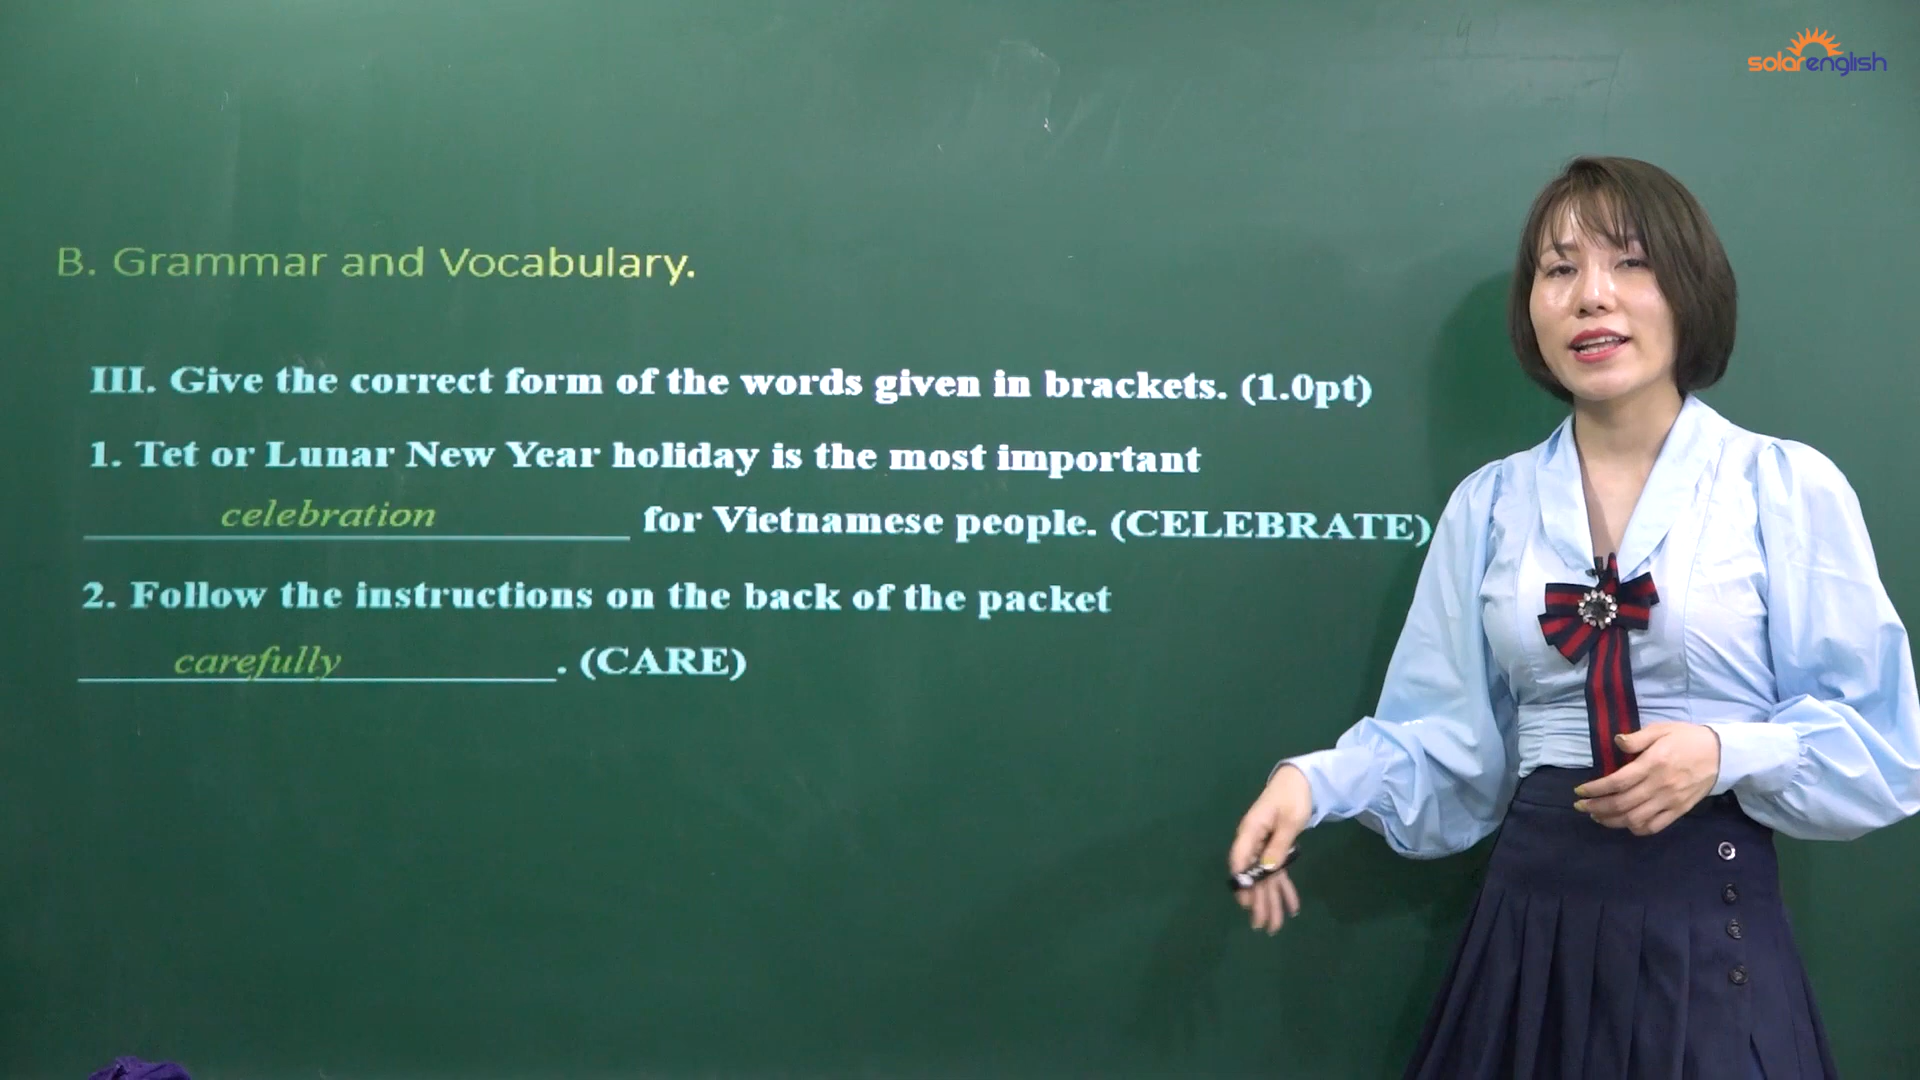 solarenglish
B. Grammar and Vocabulary.
III. Give the correct form of the words given in brackets. (1.0pt)
1. Tet or Lunar New Year holiday is the most important
celebration for Vietnamese people. (CELEBRATE)
2. Follow the instructions on the back of the packet
carefully. (CARE)